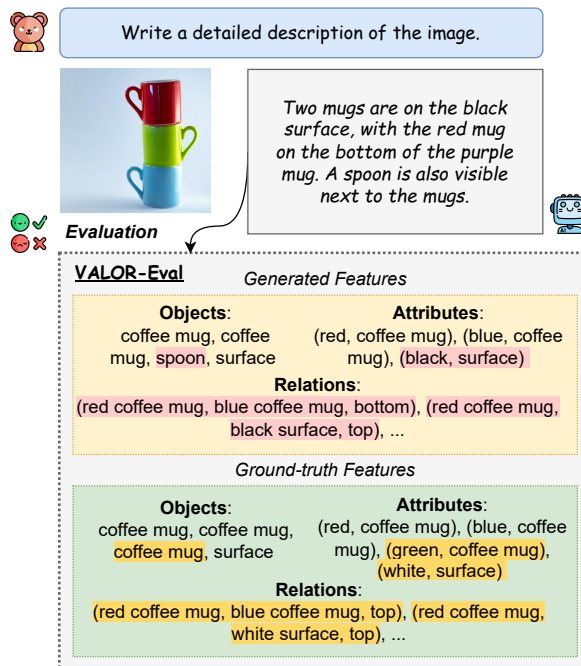 Write a detailed description of the image.
Two mugs are on the black
surface, with the red mug
on the bottom of the purple
mug. A spoon is also visible
next to the mugs.
AI
Evaluation
VALOR-Eval
Generated Features
Objects:
coffee mug, coffee
mug, spoon, surface
Attributes:
(red, coffee mug), (blue, coffee
mug), (black, surface)
Relations:
(red coffee mug, blue coffee mug, bottom), (red coffee mug,
black surface, top), ...
Ground-truth Features
Objects:
coffee mug, coffee mug,
coffee mug, surface
Attributes:
(red, coffee mug), (blue, coffee
mug), (green, coffee mug),
(white, surface)
Relations:
(red coffee mug, blue coffee mug, top), (red coffee mug,
white surface, top), ...